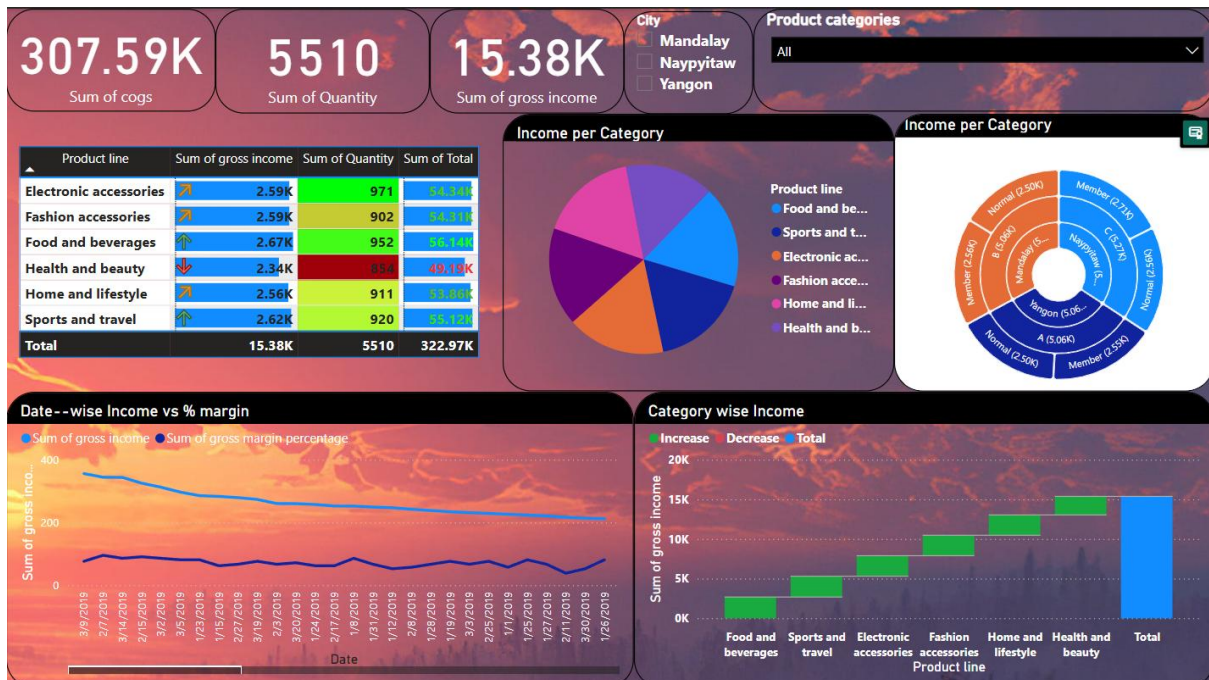 307.59K
Sum of cogs
5510
Sum of Quantity
15.38K
Sum of gross income
City
Mandalay
Naypyitaw
Yangon
Product categories
All
Product line Sum of gross income Sum of Quantity Sum of Total
Electronic accessories 2.59K 971 54.34K
Fashion accessories 2.59K 902 54.31K
Food and beverages 2.67K 952 56.14K
Health and beauty 2.34K 854 49.19K
Home and lifestyle 2.56K 911 53.86K
Sports and travel 2.62K 920 55.12K
Total 15.38K 5510 322.97K
Income per Category
Product line
Food and be...
Sports and t...
Electronic ac...
Fashion acce...
Home and li...
Health and b...
Income per Category
Normal (2.50K)
Member (2.71K)
B (5.06K)
C (5.27K)
Mandalay (5....
Naypyitaw (5....
Member (2.56K)
Normal (2.56K)
Yangon (5.06...
A (5.06K)
Normal (2.50K)
Member (2.55K)
Date--wise Income vs % margin
Sum of gross income Sum of gross margin percentage
Sum of gross inco...
400
200
0
3/9/2019
2/7/2019
3/14/2019
2/15/2019
3/2/2019
3/5/2019
1/23/2019
1/15/2019
2/27/2019
3/19/2019
2/3/2019
3/20/2019
1/24/2019
2/17/2019
1/8/2019
1/31/2019
1/12/2019
2/8/2019
1/28/2019
1/19/2019
3/3/2019
2/25/2019
1/1/2019
1/25/2019
1/27/2019
2/11/2019
3/30/2019
1/26/2019
Date
Category wise Income
Increase Decrease Total
Sum of gross income
20K
15K
10K
5K
0K
Food and beverages
Sports and travel
Electronic accessories
Fashion accessories
Home and lifestyle
Health and beauty
Total
Product line